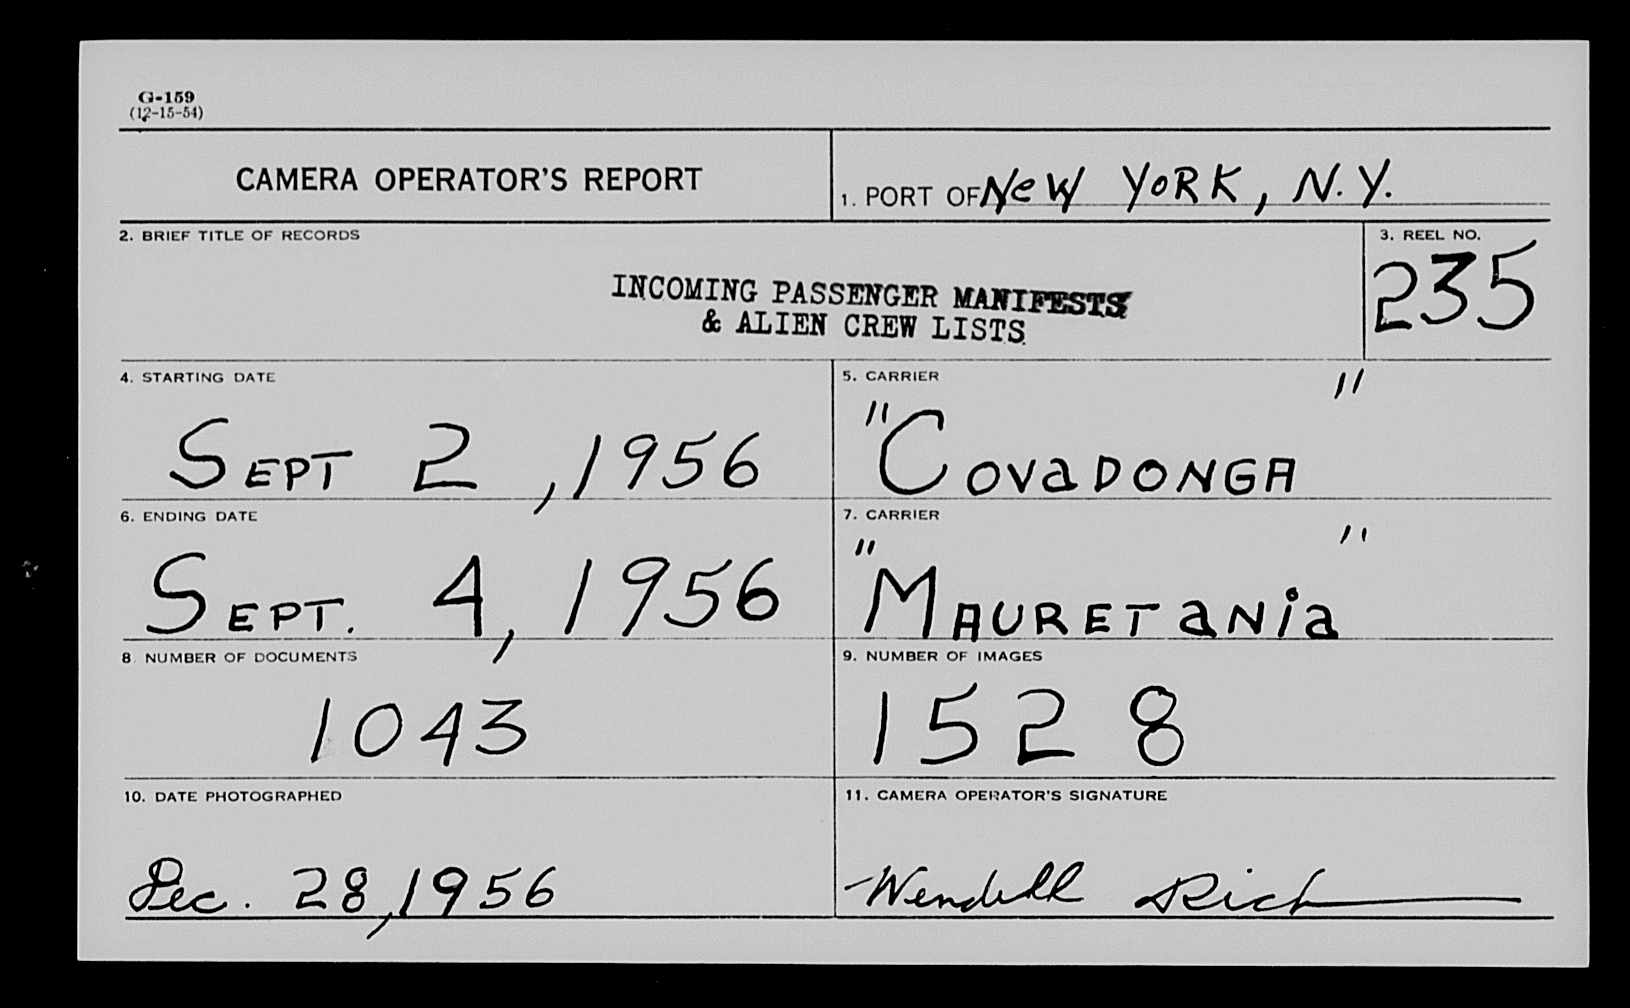 G-159
(12-15-54)
CAMERA OPERATOR'S REPORT
1. PORT OF New YORK, N.Y.
2. BRIEF TITLE OF RECORDS
INCOMING PASSENGER MANIFESTS
& ALIEN CREW LISTS
3. REEL NO.
235
4. STARTING DATE
SEPT 2, 1956
5. CARRIER
"COVADONGA"
6. ENDING DATE
SEPT. 4, 1956
7. CARRIER
"MAURETANiA"
8 NUMBER OF DOCUMENTS
1043
9. NUMBER OF IMAGES
1528
10. DATE PHOTOGRAPHED
Dec. 28, 1956
11. CAMERA OPERATOR'S SIGNATURE
Wendell Rich